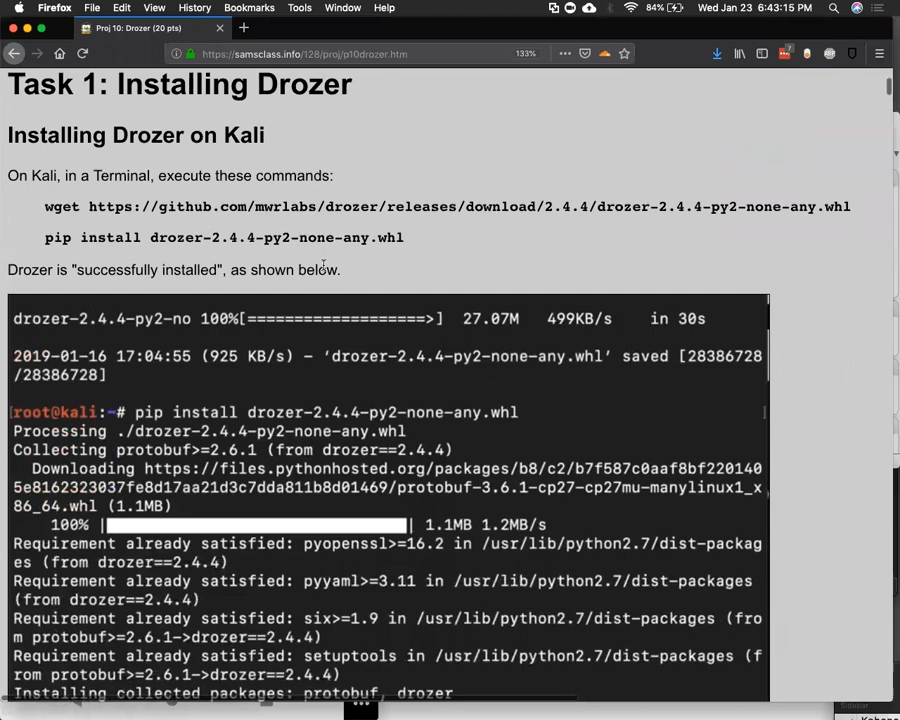 Firefox File Edit View History Bookmarks Tools Window Help 84% Wed Jan 23 6:43:15 PM
Proj 10: Drozer (20 pts)
https://samsclass.info/128/proj/p10drozer.htm 133% 7
Task 1: Installing Drozer
Installing Drozer on Kali
On Kali, in a Terminal, execute these commands:
wget https://github.com/mwrlabs/drozer/releases/download/2.4.4/drozer-2.4.4-py2-none-any.whl
pip install drozer-2.4.4-py2-none-any.whl
Drozer is "successfully installed", as shown below.
drozer-2.4.4-py2-no 100%[===================>] 27.07M 499KB/s in 30s
2019-01-16 17:04:55 (925 KB/s) - ‘drozer-2.4.4-py2-none-any.whl’ saved [28386728
/28386728]
[root@kali:~# pip install drozer-2.4.4-py2-none-any.whl ]
Processing ./drozer-2.4.4-py2-none-any.whl
Collecting protobuf>=2.6.1 (from drozer==2.4.4)
Downloading https://files.pythonhosted.org/packages/b8/c2/b7f587c0aaf8bf220140
5e8162323037fe8d17aa21d3c7dda811b8d01469/protobuf-3.6.1-cp27-cp27mu-manylinux1_x
86_64.whl (1.1MB)
100% | | 1.1MB 1.2MB/s
Requirement already satisfied: pyopenssl>=16.2 in /usr/lib/python2.7/dist-packag
es (from drozer==2.4.4)
Requirement already satisfied: pyyaml>=3.11 in /usr/lib/python2.7/dist-packages
(from drozer==2.4.4)
Requirement already satisfied: six>=1.9 in /usr/lib/python2.7/dist-packages (fro
m protobuf>=2.6.1->drozer==2.4.4)
Requirement already satisfied: setuptools in /usr/lib/python2.7/dist-packages (f
rom protobuf>=2.6.1->drozer==2.4.4)
Installing collected packages: protobuf, drozer
Sidebar